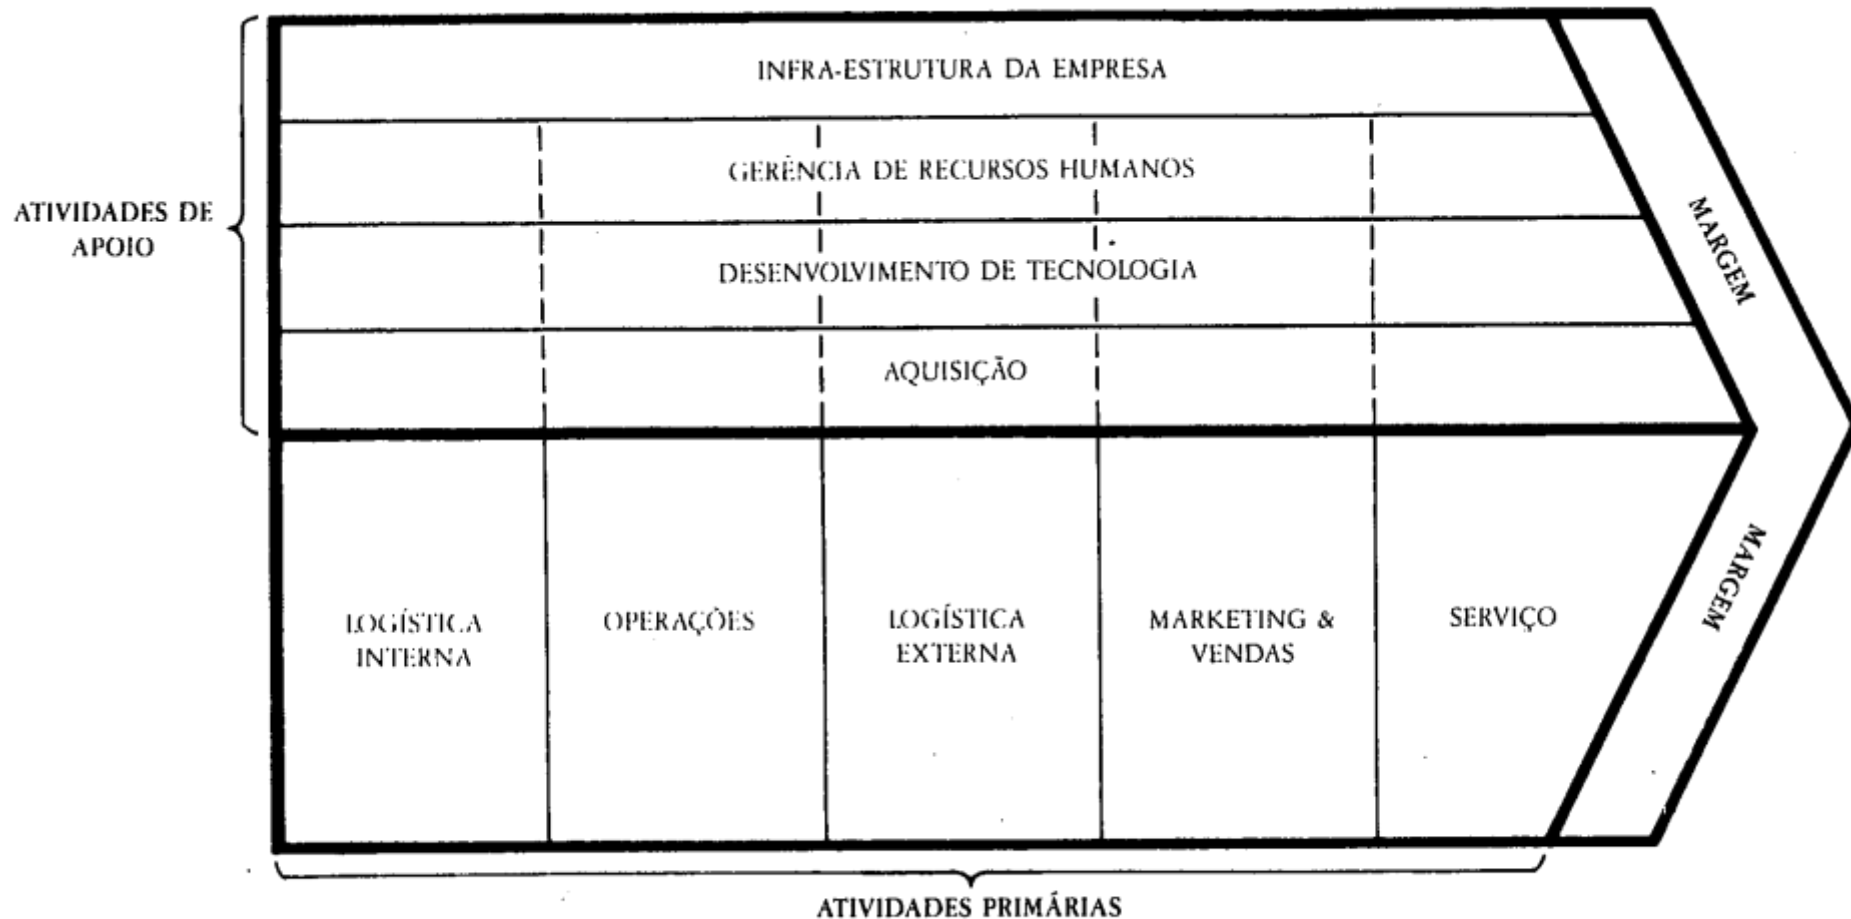 INFRA-ESTRUTURA DA EMPRESA
GERÊNCIA DE RECURSOS HUMANOS
ATIVIDADES DE
APOIO
DESENVOLVIMENTO DE TECNOLOGIA
AQUISIÇÃO
MARGEM
MARGEM
LOGÍSTICA
INTERNA
OPERAÇÕES
LOGÍSTICA
EXTERNA
MARKETING &
VENDAS
SERVIÇO
ATIVIDADES PRIMÁRIAS